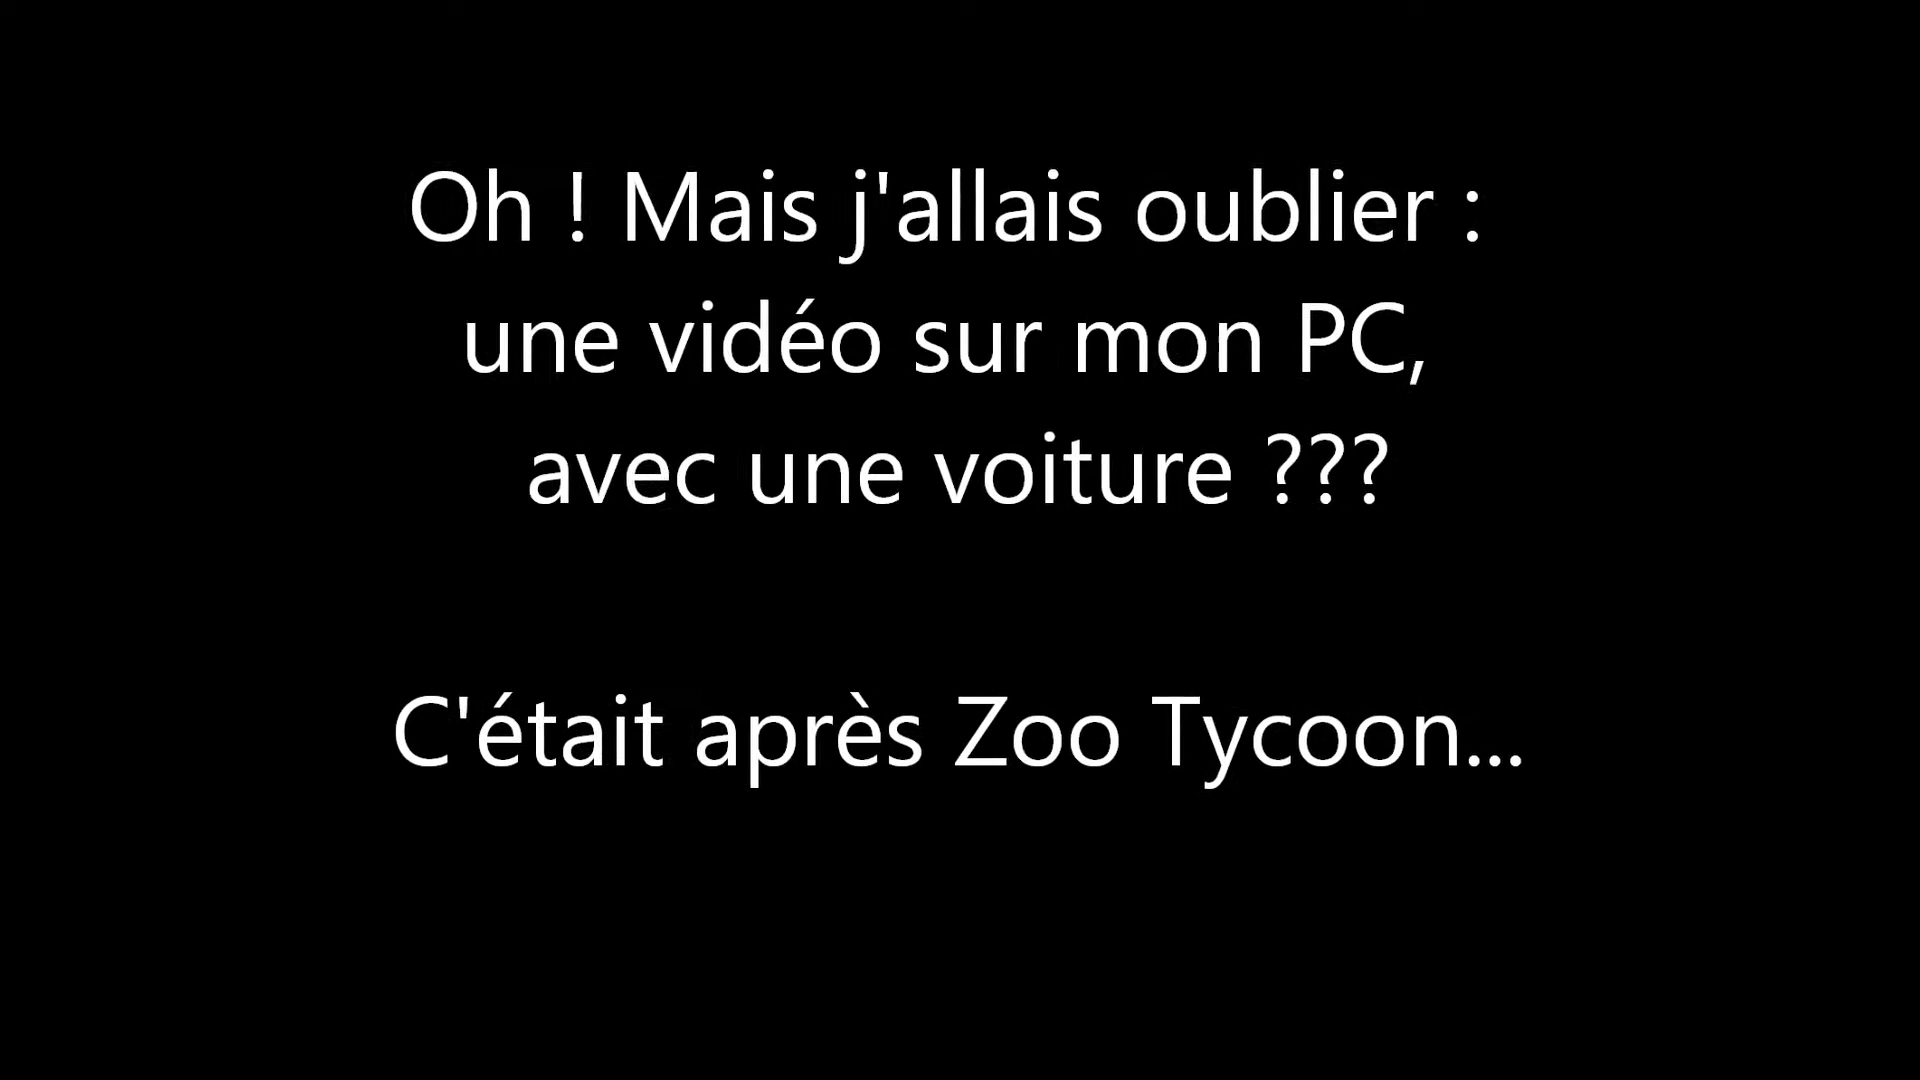 Oh ! Mais j'allais oublier :
une vidéo sur mon PC,
avec une voiture ???
C'était après Zoo Tycoon...